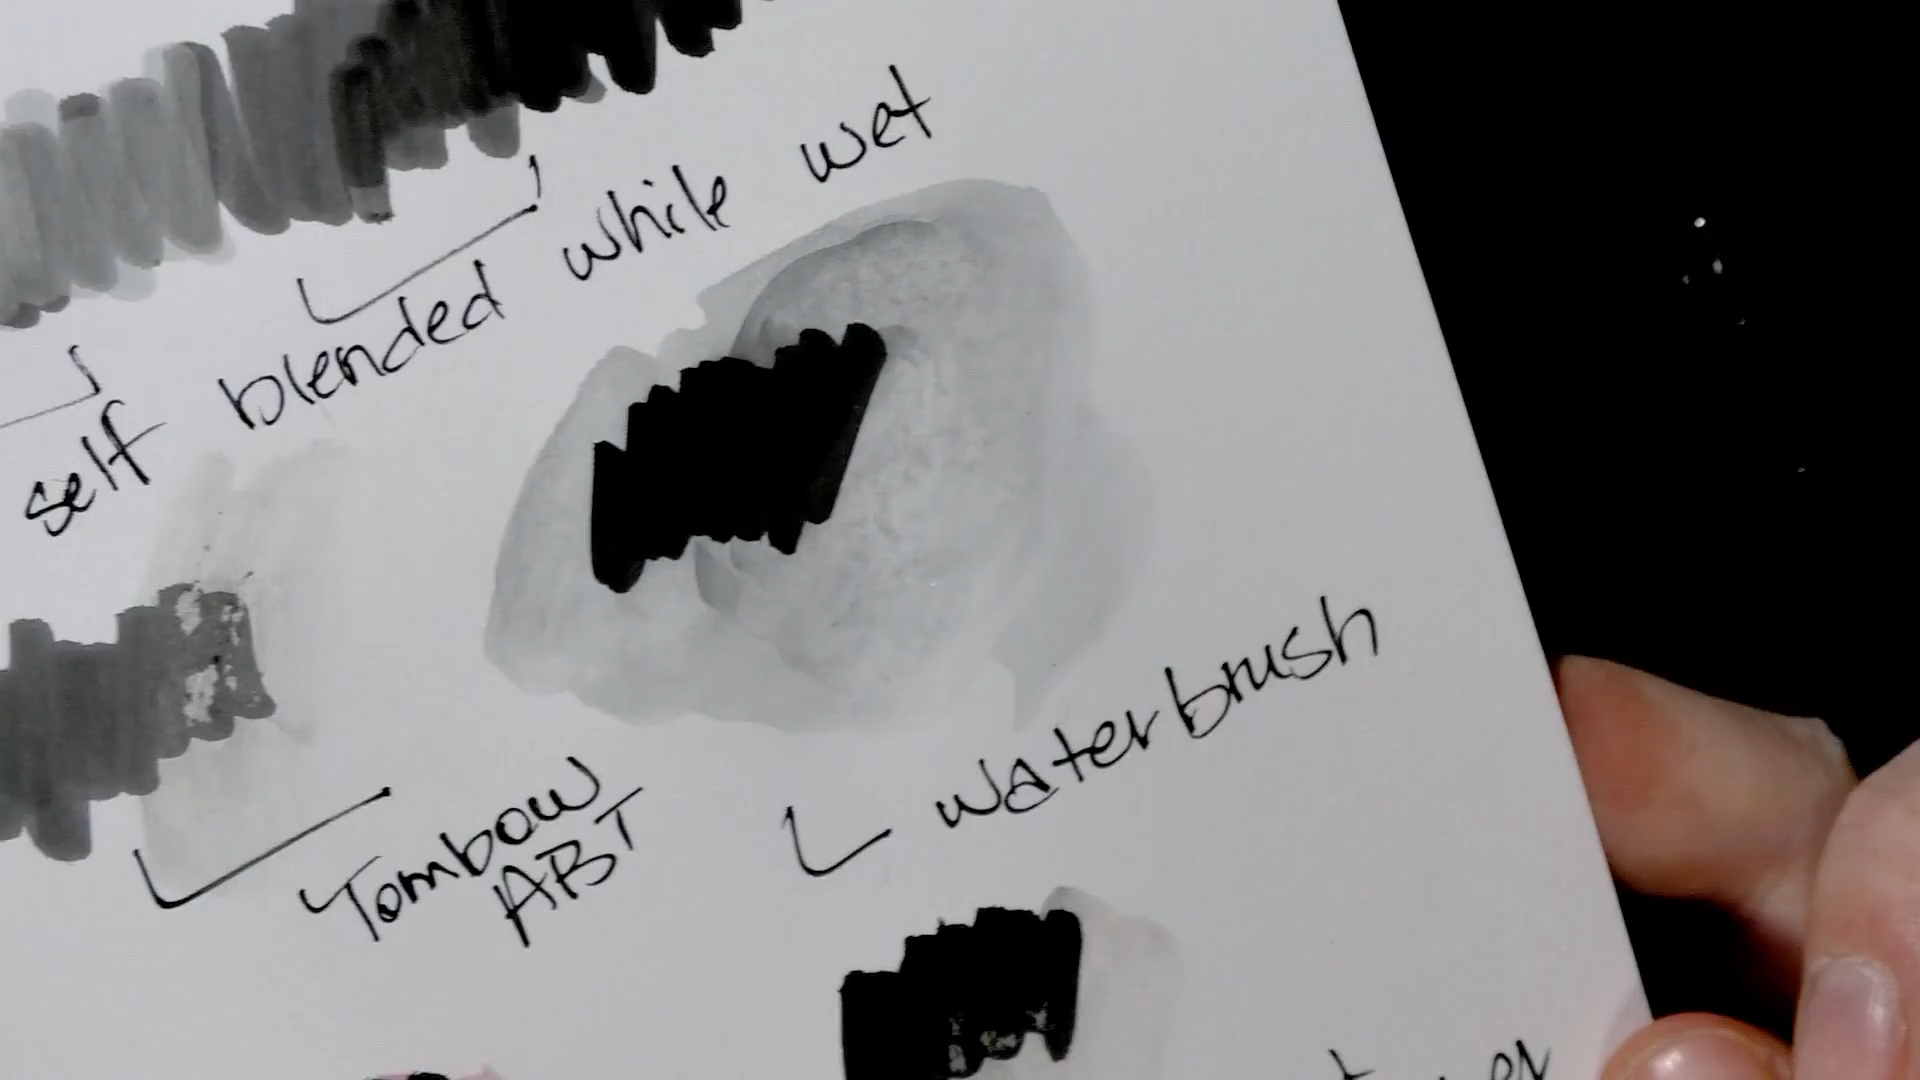 self blended while wet
Tombow
ABT
waterbrush